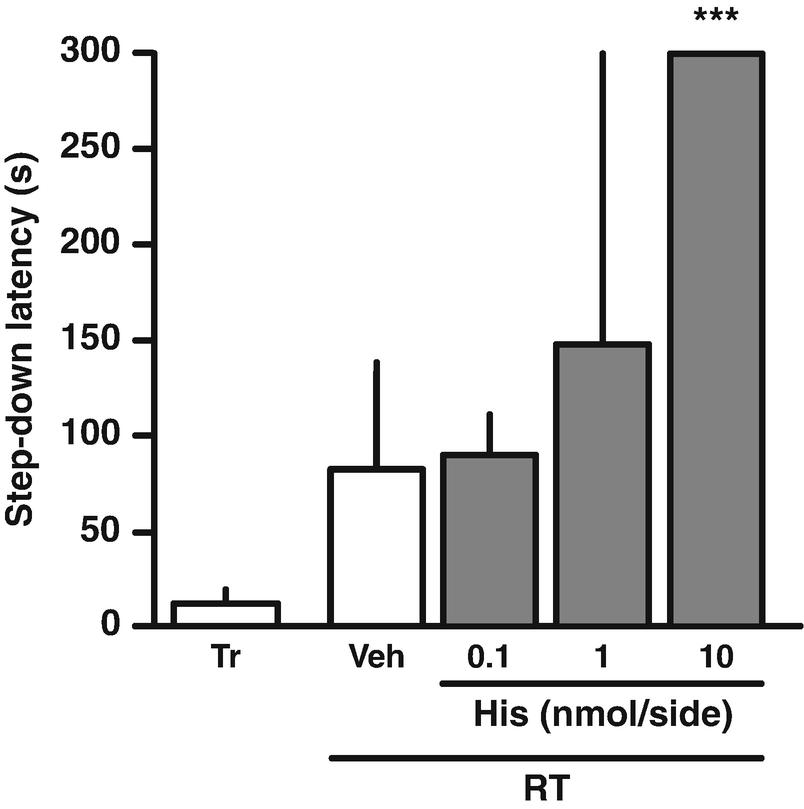 ***
300
250
200
150
100
50
0
Step-down latency (s)
Tr Veh 0.1 1 10
His (nmol/side)
RT